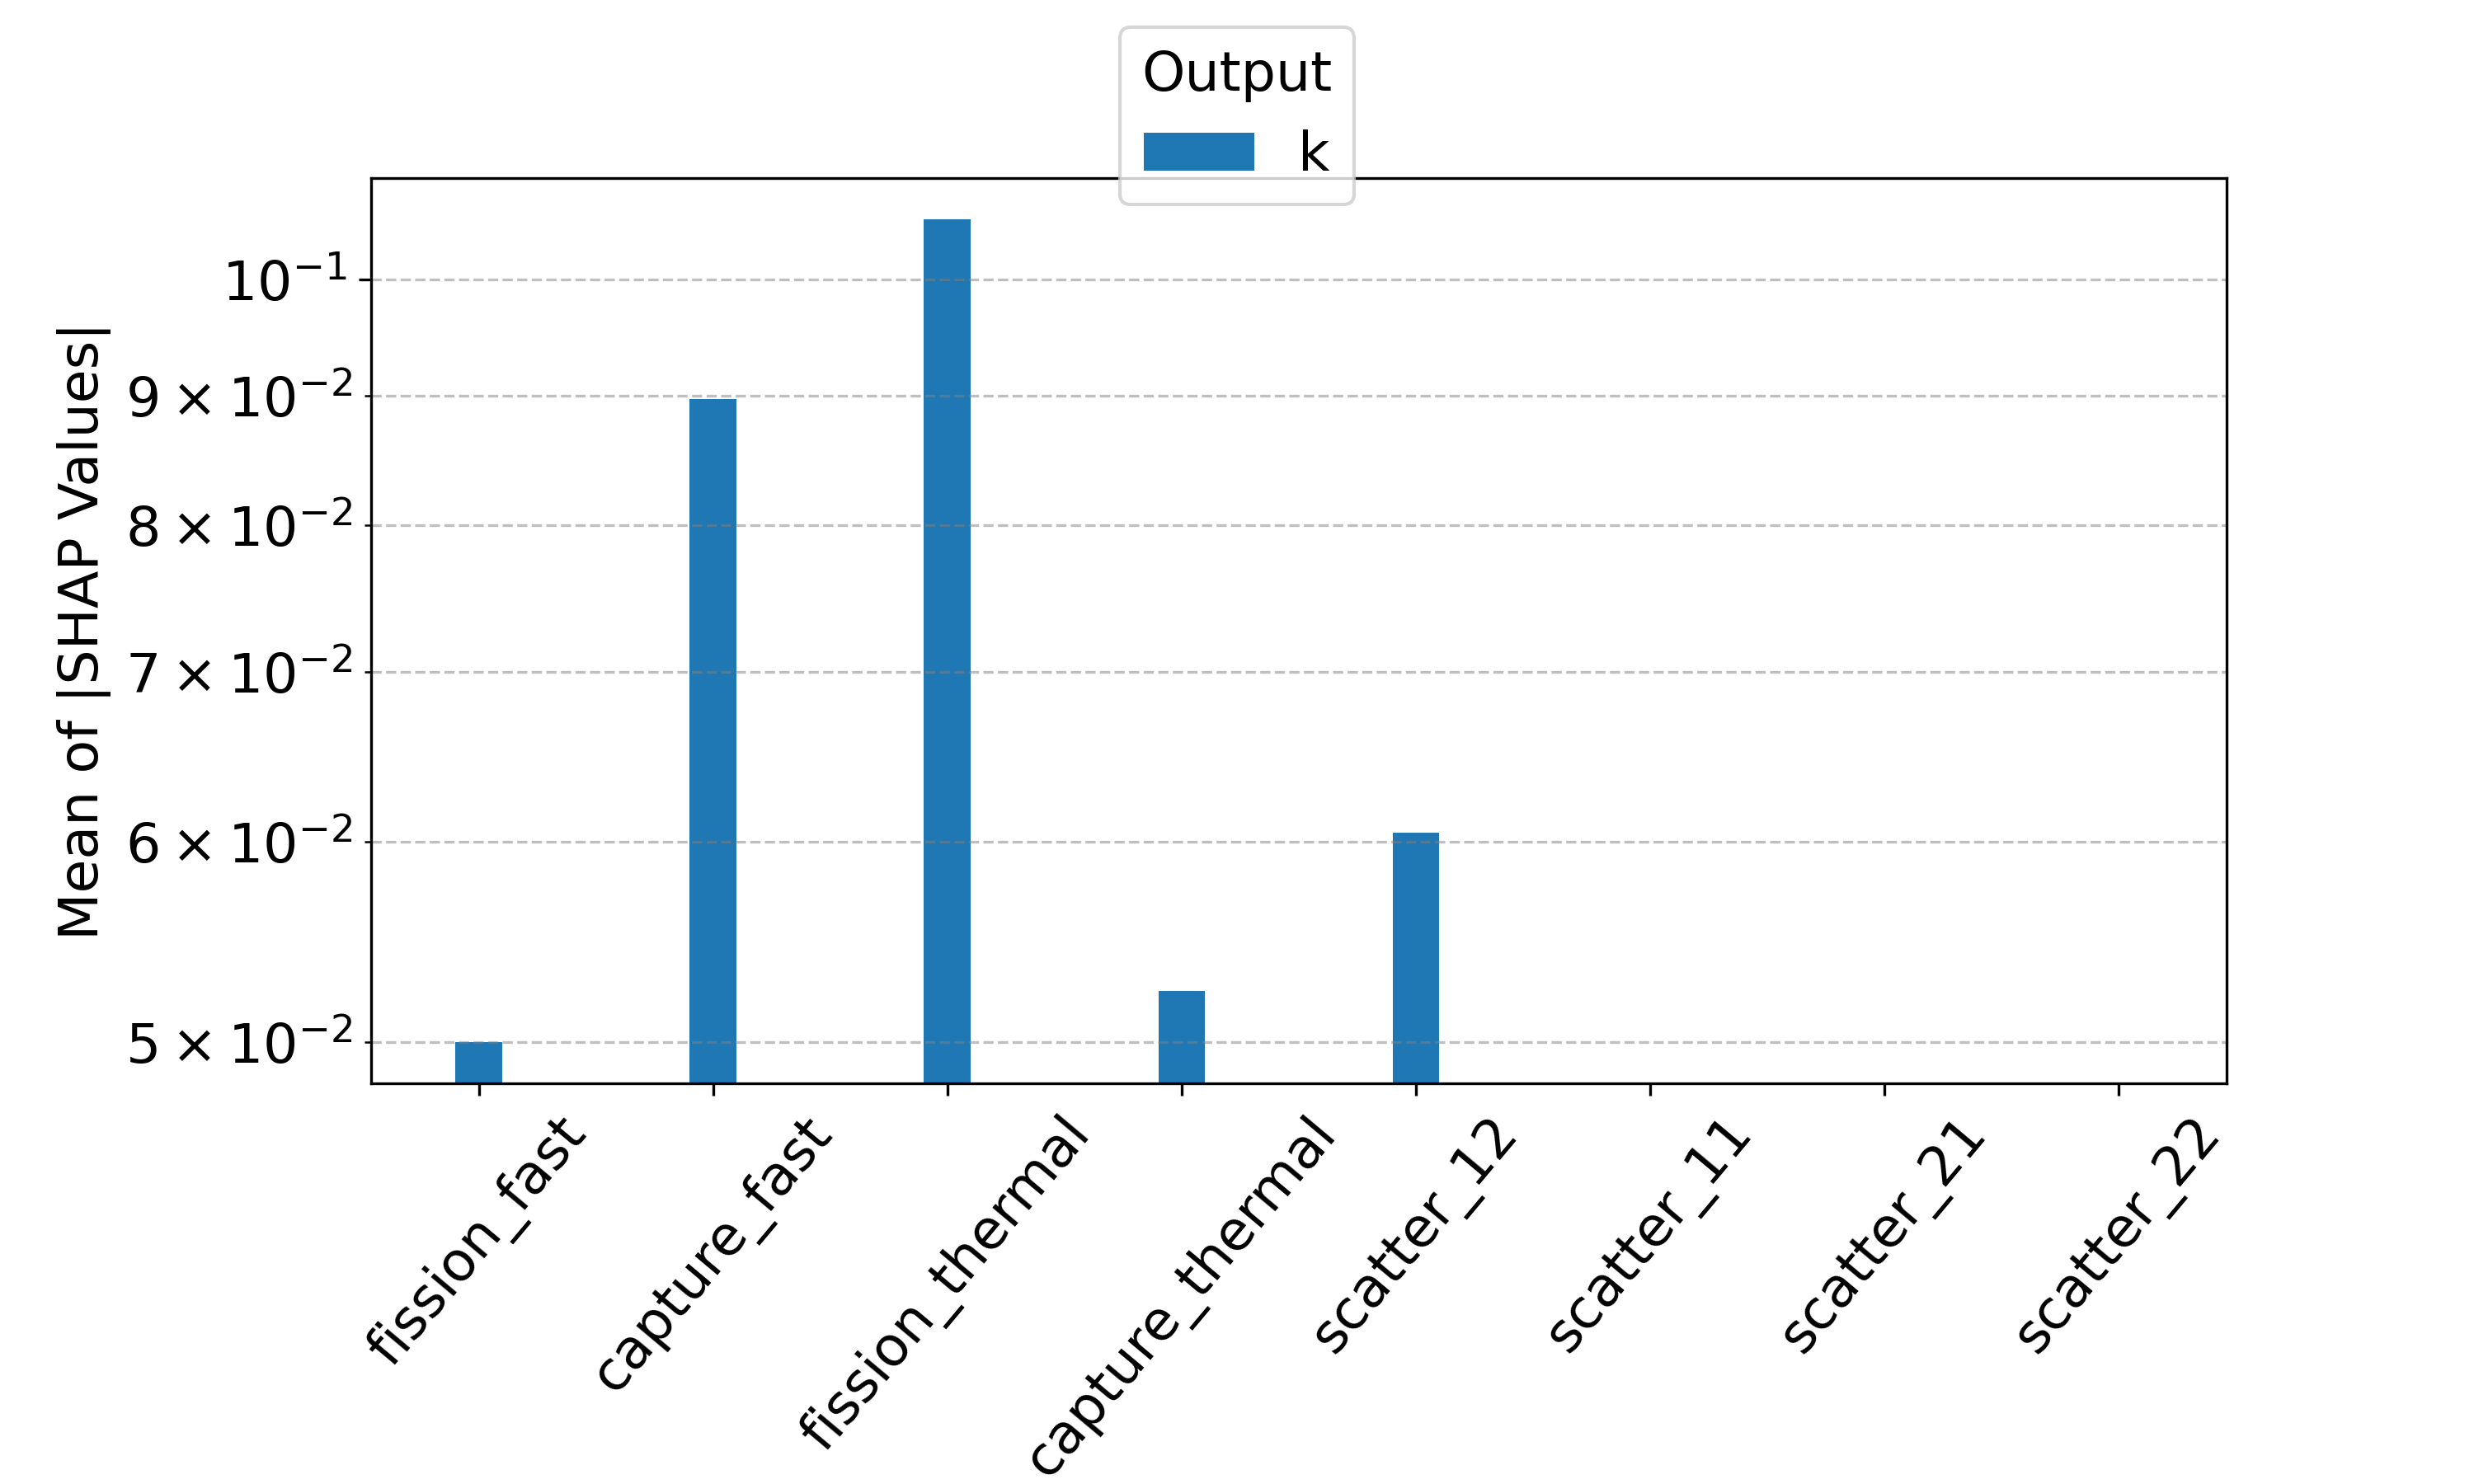 Output
k
Mean of |SHAP Values|
10⁻¹
9 × 10⁻²
8 × 10⁻²
7 × 10⁻²
6 × 10⁻²
5 × 10⁻²
fission_fast
capture_fast
fission_thermal
capture_thermal
scatter_12
scatter_11
scatter_21
scatter_22